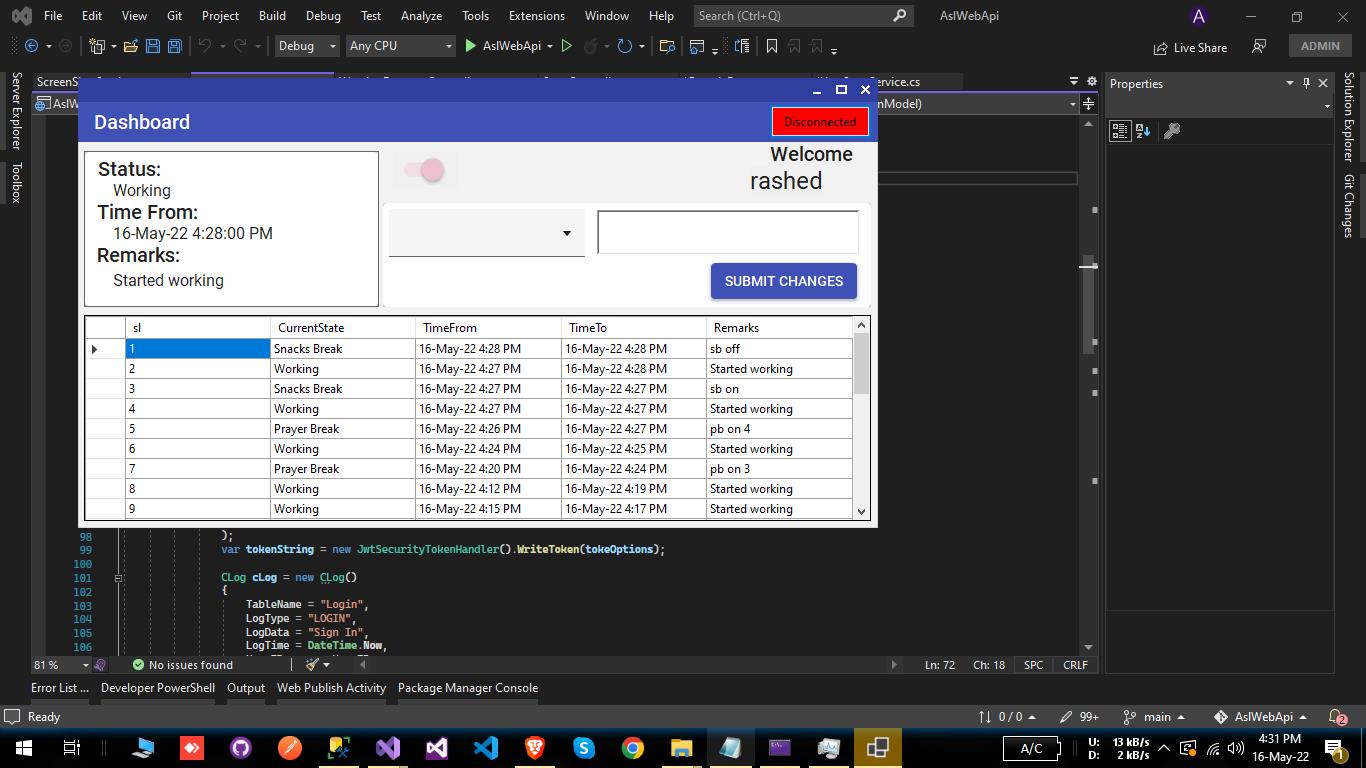 File Edit View Git Project Build Debug Test Analyze Tools Extensions Window Help Search (Ctrl+Q) AslWebApi A
Debug Any CPU AslWebApi Live Share ADMIN
Service.cs
Properties
Server Explorer
Toolbox
Solution Explorer
Git Changes
Dashboard Disconnected
Status:
Working
Time From:
16-May-22 4:28:00 PM
Remarks:
Started working
Welcome
rashed
SUBMIT CHANGES
sl CurrentState TimeFrom TimeTo Remarks
1 Snacks Break 16-May-22 4:28 PM 16-May-22 4:28 PM sb off
2 Working 16-May-22 4:27 PM 16-May-22 4:28 PM Started working
3 Snacks Break 16-May-22 4:27 PM 16-May-22 4:27 PM sb on
4 Working 16-May-22 4:27 PM 16-May-22 4:27 PM Started working
5 Prayer Break 16-May-22 4:26 PM 16-May-22 4:27 PM pb on 4
6 Working 16-May-22 4:24 PM 16-May-22 4:25 PM Started working
7 Prayer Break 16-May-22 4:20 PM 16-May-22 4:24 PM pb on 3
8 Working 16-May-22 4:12 PM 16-May-22 4:19 PM Started working
9 Working 16-May-22 4:15 PM 16-May-22 4:17 PM Started working
98 );
99 var tokenString = new JwtSecurityTokenHandler().WriteToken(tokeOptions);
100
101 CLog cLog = new CLog()
102 {
103 TableName = "Login",
104 LogType = "LOGIN",
105 LogData = "Sign In",
106 LogTime = DateTime.Now,
81 % No issues found Ln: 72 Ch: 18 SPC CRLF
Error List ... Developer PowerShell Output Web Publish Activity Package Manager Console
Ready 0 / 0 99+ main AslWebApi 2
A/C U: 13 kB/s
D: 2 kB/s
4:31 PM
16-May-22
1